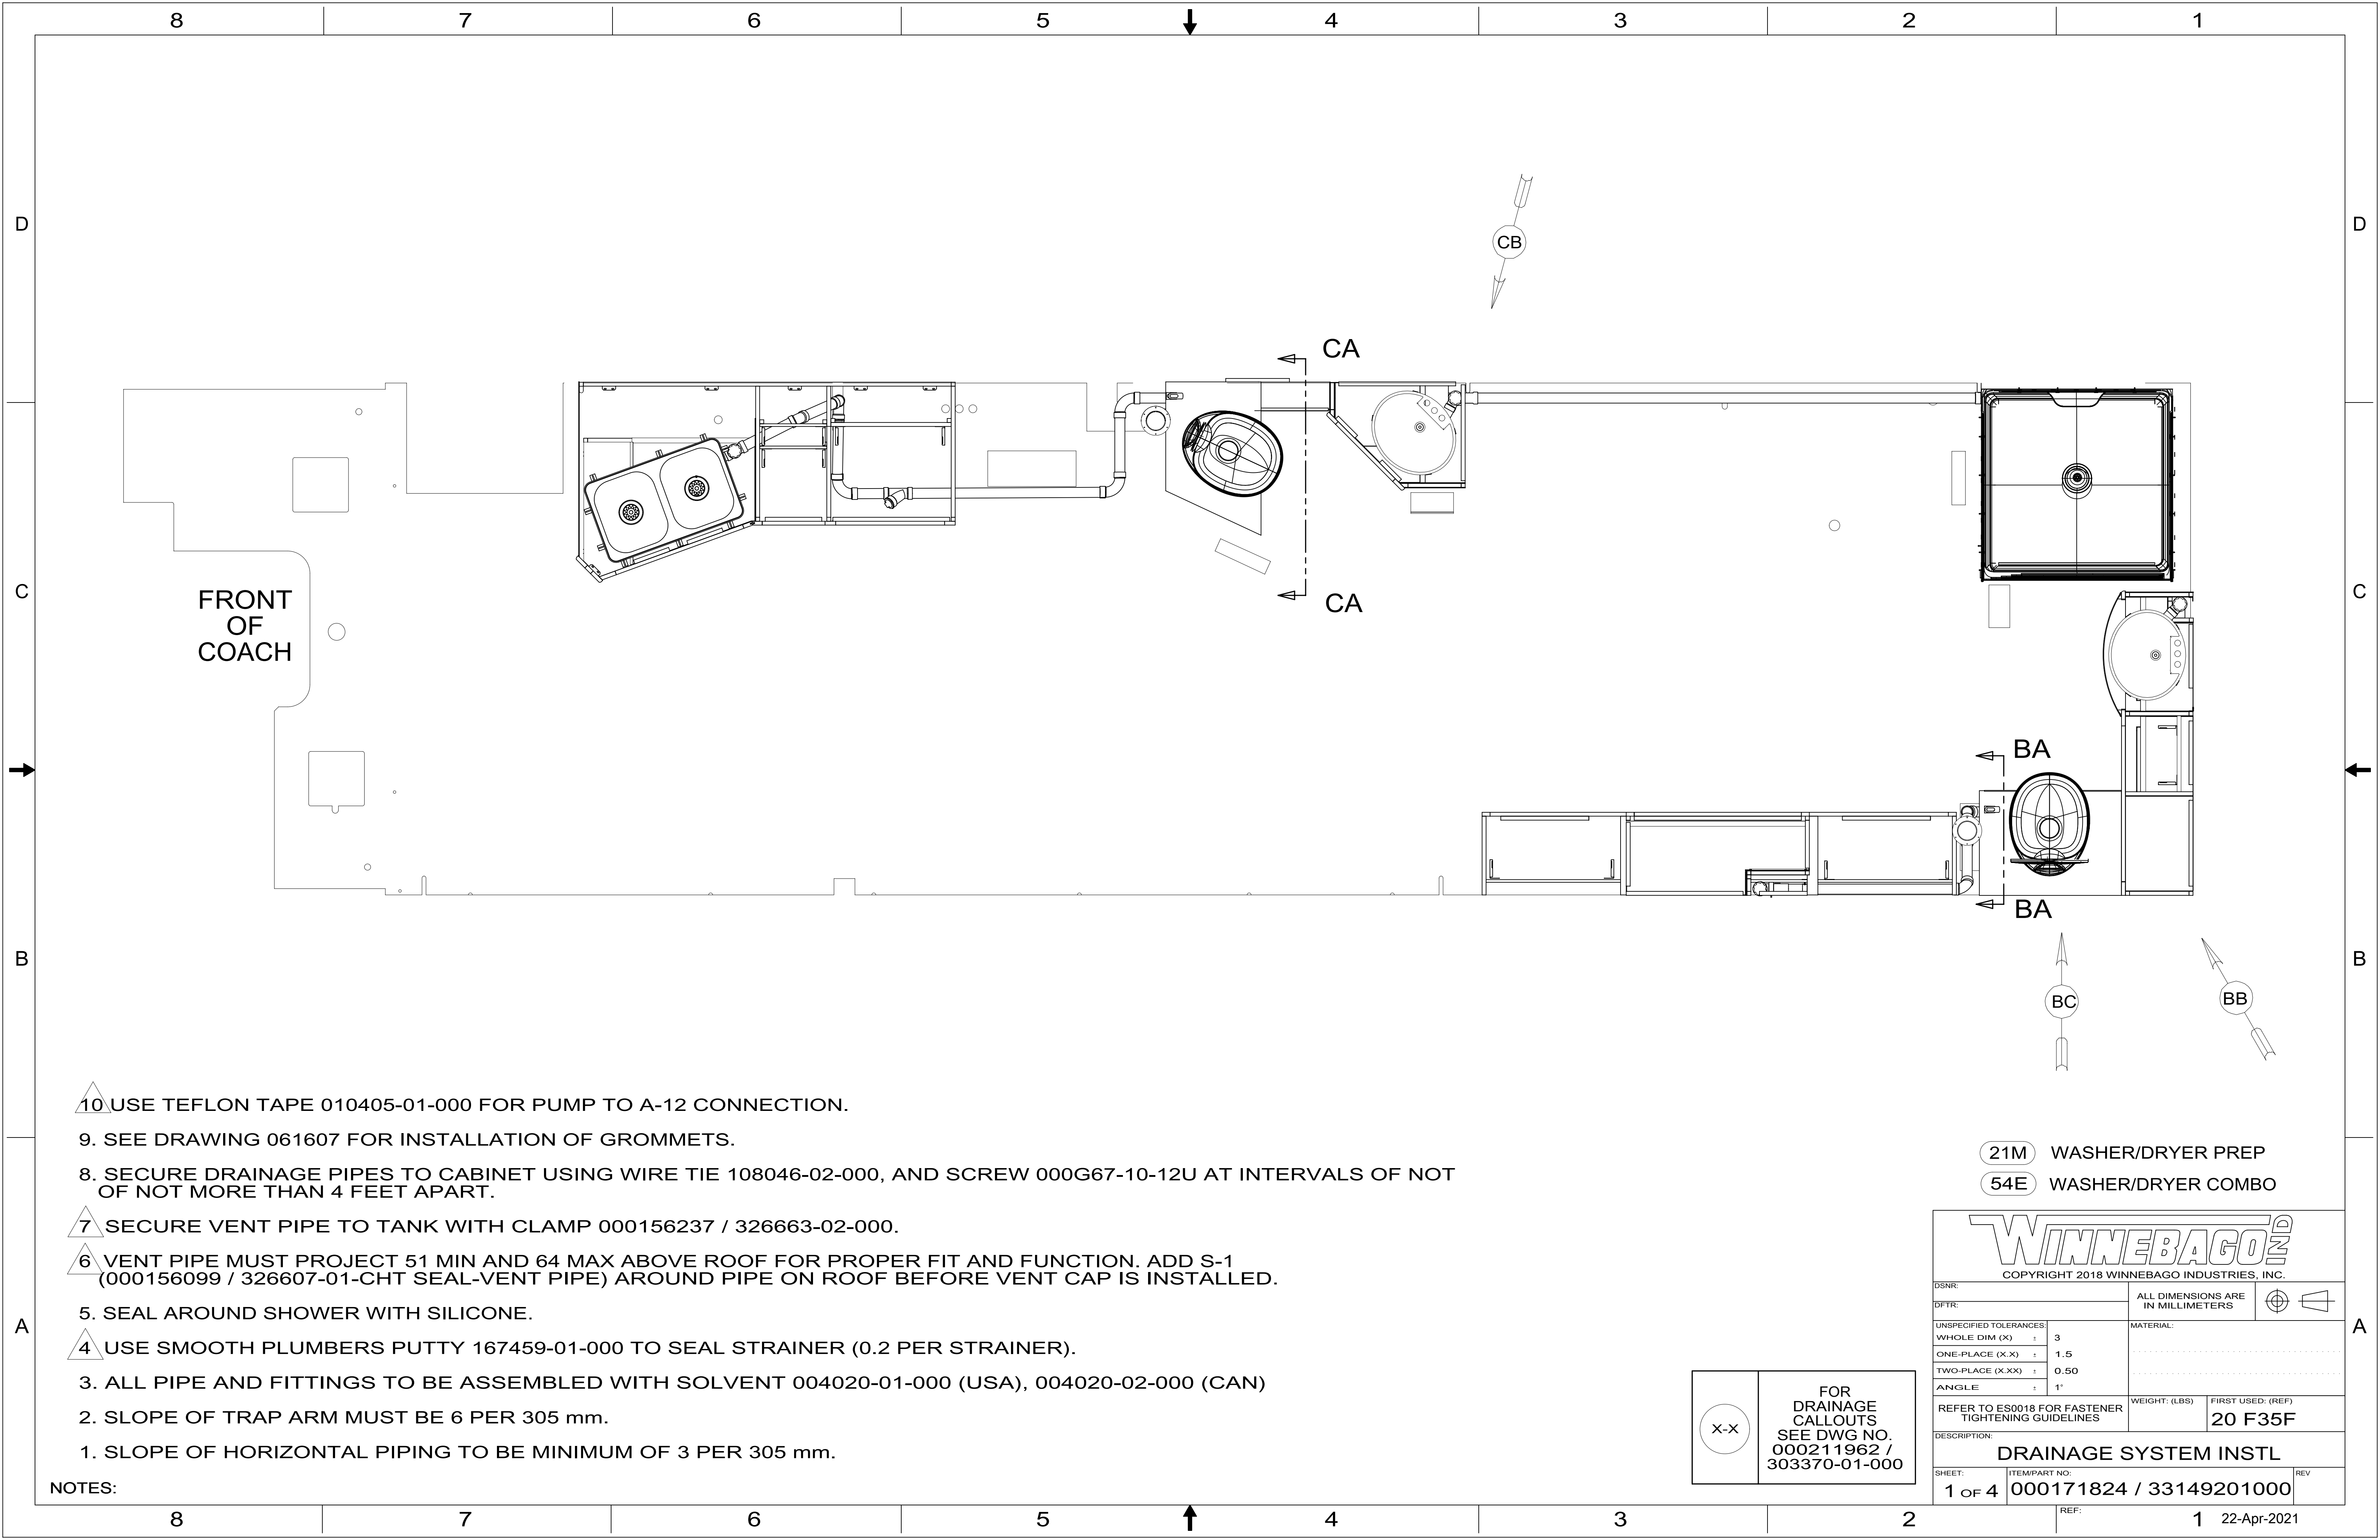 8 7 6 5 4 3 2 1
D D
CB
CA
CA
C C
FRONT
OF
COACH
BA
BA
B B
BC
BB
10 USE TEFLON TAPE 010405-01-000 FOR PUMP TO A-12 CONNECTION.
9. SEE DRAWING 061607 FOR INSTALLATION OF GROMMETS.
8. SECURE DRAINAGE PIPES TO CABINET USING WIRE TIE 108046-02-000, AND SCREW 000G67-10-12U AT INTERVALS OF NOT
OF NOT MORE THAN 4 FEET APART.
7 SECURE VENT PIPE TO TANK WITH CLAMP 000156237 / 326663-02-000.
6 VENT PIPE MUST PROJECT 51 MIN AND 64 MAX ABOVE ROOF FOR PROPER FIT AND FUNCTION. ADD S-1
(000156099 / 326607-01-CHT SEAL-VENT PIPE) AROUND PIPE ON ROOF BEFORE VENT CAP IS INSTALLED.
5. SEAL AROUND SHOWER WITH SILICONE.
4 USE SMOOTH PLUMBERS PUTTY 167459-01-000 TO SEAL STRAINER (0.2 PER STRAINER).
3. ALL PIPE AND FITTINGS TO BE ASSEMBLED WITH SOLVENT 004020-01-000 (USA), 004020-02-000 (CAN)
2. SLOPE OF TRAP ARM MUST BE 6 PER 305 mm.
1. SLOPE OF HORIZONTAL PIPING TO BE MINIMUM OF 3 PER 305 mm.
NOTES:
A A
X-X
FOR
DRAINAGE
CALLOUTS
SEE DWG NO.
000211962 /
303370-01-000
21M WASHER/DRYER PREP
54E WASHER/DRYER COMBO
WINNEBAGO IND
COPYRIGHT 2018 WINNEBAGO INDUSTRIES, INC.
DSNR:
DFTR:
ALL DIMENSIONS ARE
IN MILLIMETERS
UNSPECIFIED TOLERANCES:
WHOLE DIM (X) ± 3
ONE-PLACE (X.X) ± 1.5
TWO-PLACE (X.XX) ± 0.50
ANGLE ± 1°
MATERIAL:
REFER TO ES0018 FOR FASTENER
TIGHTENING GUIDELINES
WEIGHT: (LBS)
FIRST USED: (REF)
20 F35F
DESCRIPTION:
DRAINAGE SYSTEM INSTL
SHEET:
1 OF 4
ITEM/PART NO:
000171824 / 33149201000
REV
REF:
8 7 6 5 4 3 2 1
22-Apr-2021